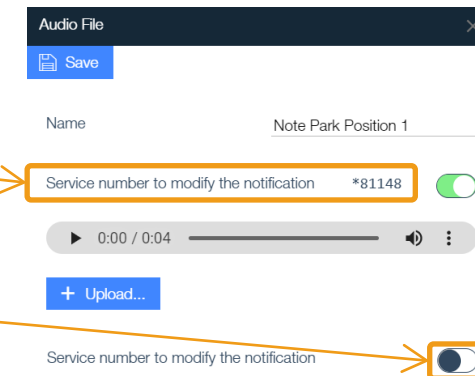 Audio File
Save
Name Note Park Position 1
Service number to modify the notification *81148
0:00 / 0:04
+ Upload...
Service number to modify the notification